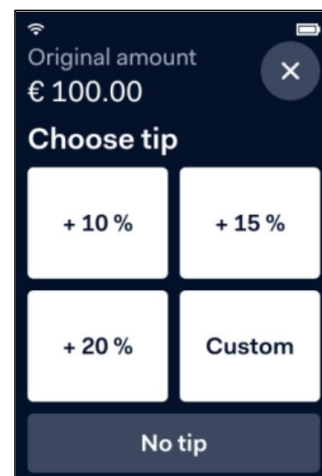 Original amount
€ 100.00
Choose tip
+ 10 %
+ 15 %
+ 20 %
Custom
No tip